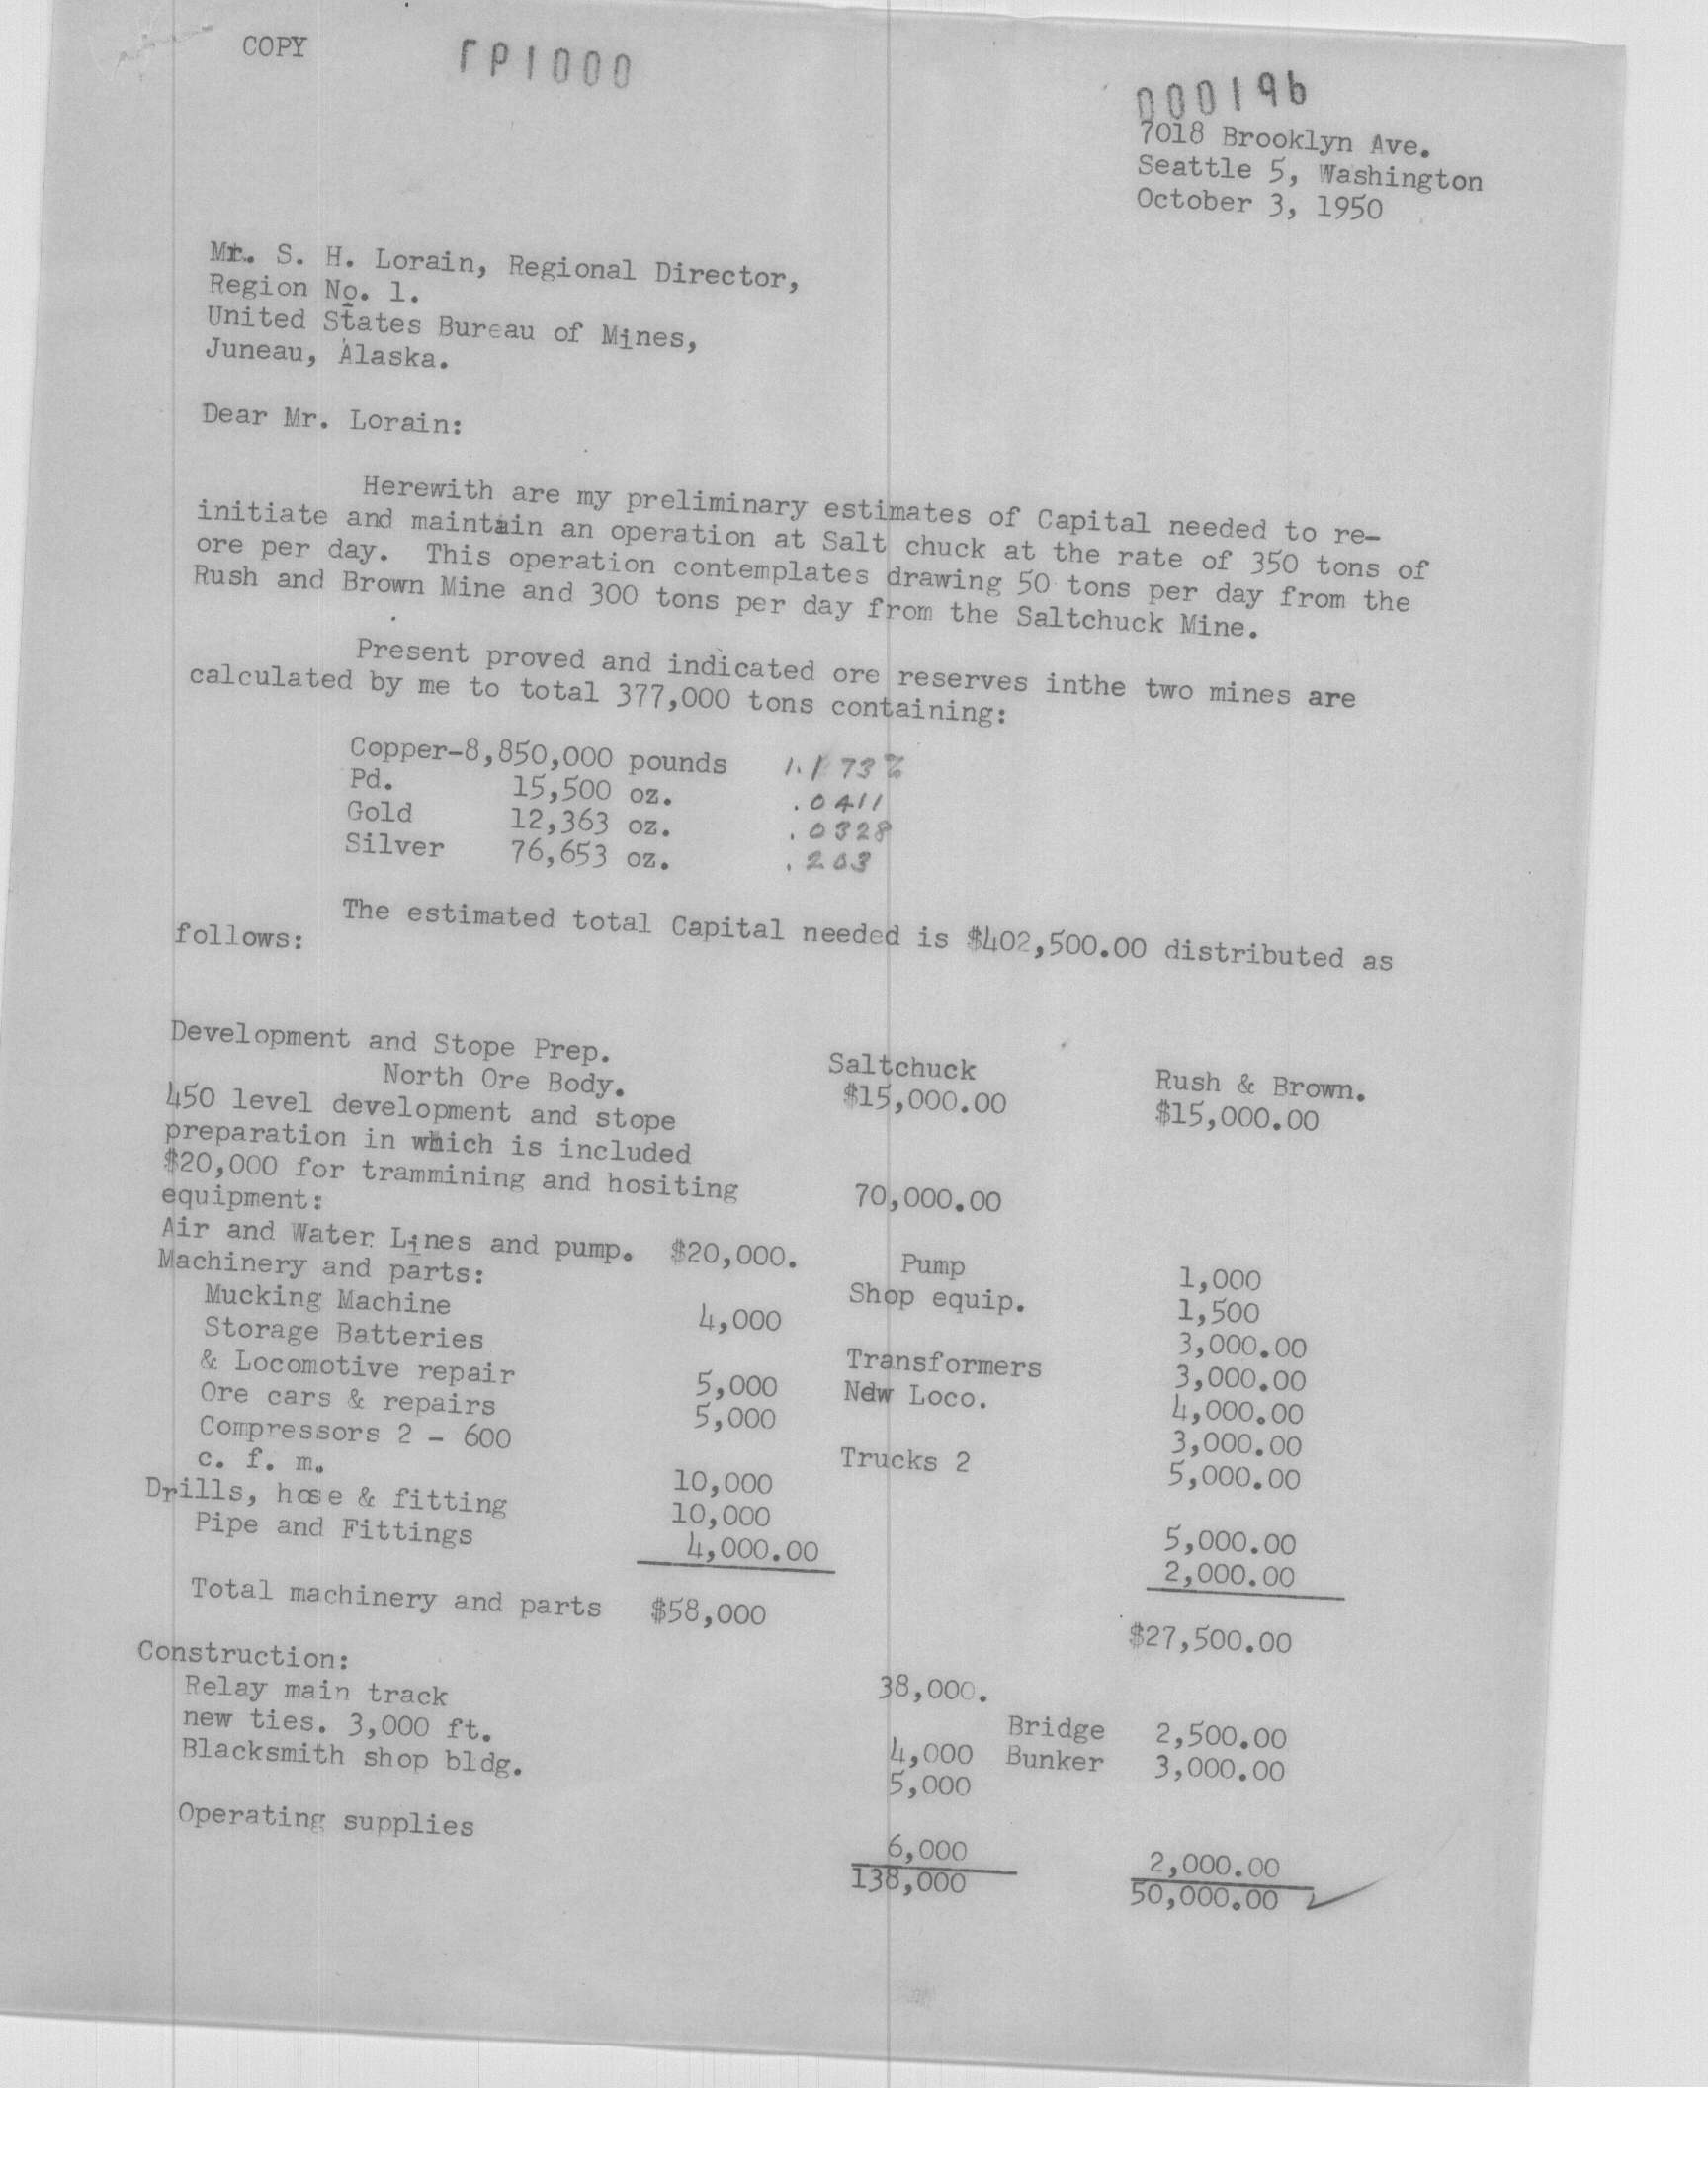 COPY
rp1000
000196
7018 Brooklyn Ave.
Seattle 5, Washington
October 3, 1950
Mr. S. H. Lorain, Regional Director,
Region No. 1.
United States Bureau of Mines,
Juneau, Alaska.
Dear Mr. Lorain:
Herewith are my preliminary estimates of Capital needed to re-
initiate and maintain an operation at Salt chuck at the rate of 350 tons of
ore per day. This operation contemplates drawing 50 tons per day from the
Rush and Brown Mine and 300 tons per day from the Saltchuck Mine.
Present proved and indicated ore reserves inthe two mines are
calculated by me to total 377,000 tons containing:
Copper-8,850,000 pounds 1.173%
Pd. 15,500 oz. .0411
Gold 12,363 oz. .0328
Silver 76,653 oz. .203
The estimated total Capital needed is $402,500.00 distributed as
follows:
Development and Stope Prep. Saltchuck Rush & Brown.
North Ore Body. $15,000.00 $15,000.00
450 level development and stope
preparation in which is included
$20,000 for trammining and hositing
equipment: 70,000.00
Air and Water Lines and pump. $20,000. Pump 1,000
Machinery and parts: Shop equip. 1,500
Mucking Machine 4,000 3,000.00
Storage Batteries Transformers 3,000.00
& Locomotive repair 5,000 New Loco. 4,000.00
Ore cars & repairs 5,000 3,000.00
Compressors 2 - 600 Trucks 2 5,000.00
c. f. m. 10,000
Drills, hose & fitting 10,000 5,000.00
Pipe and Fittings 4,000.00 2,000.00
Total machinery and parts $58,000 $27,500.00
Construction: 38,000.
Relay main track Bridge 2,500.00
new ties. 3,000 ft. 4,000 Bunker 3,000.00
Blacksmith shop bldg. 5,000
Operating supplies 6,000 2,000.00
138,000 50,000.00